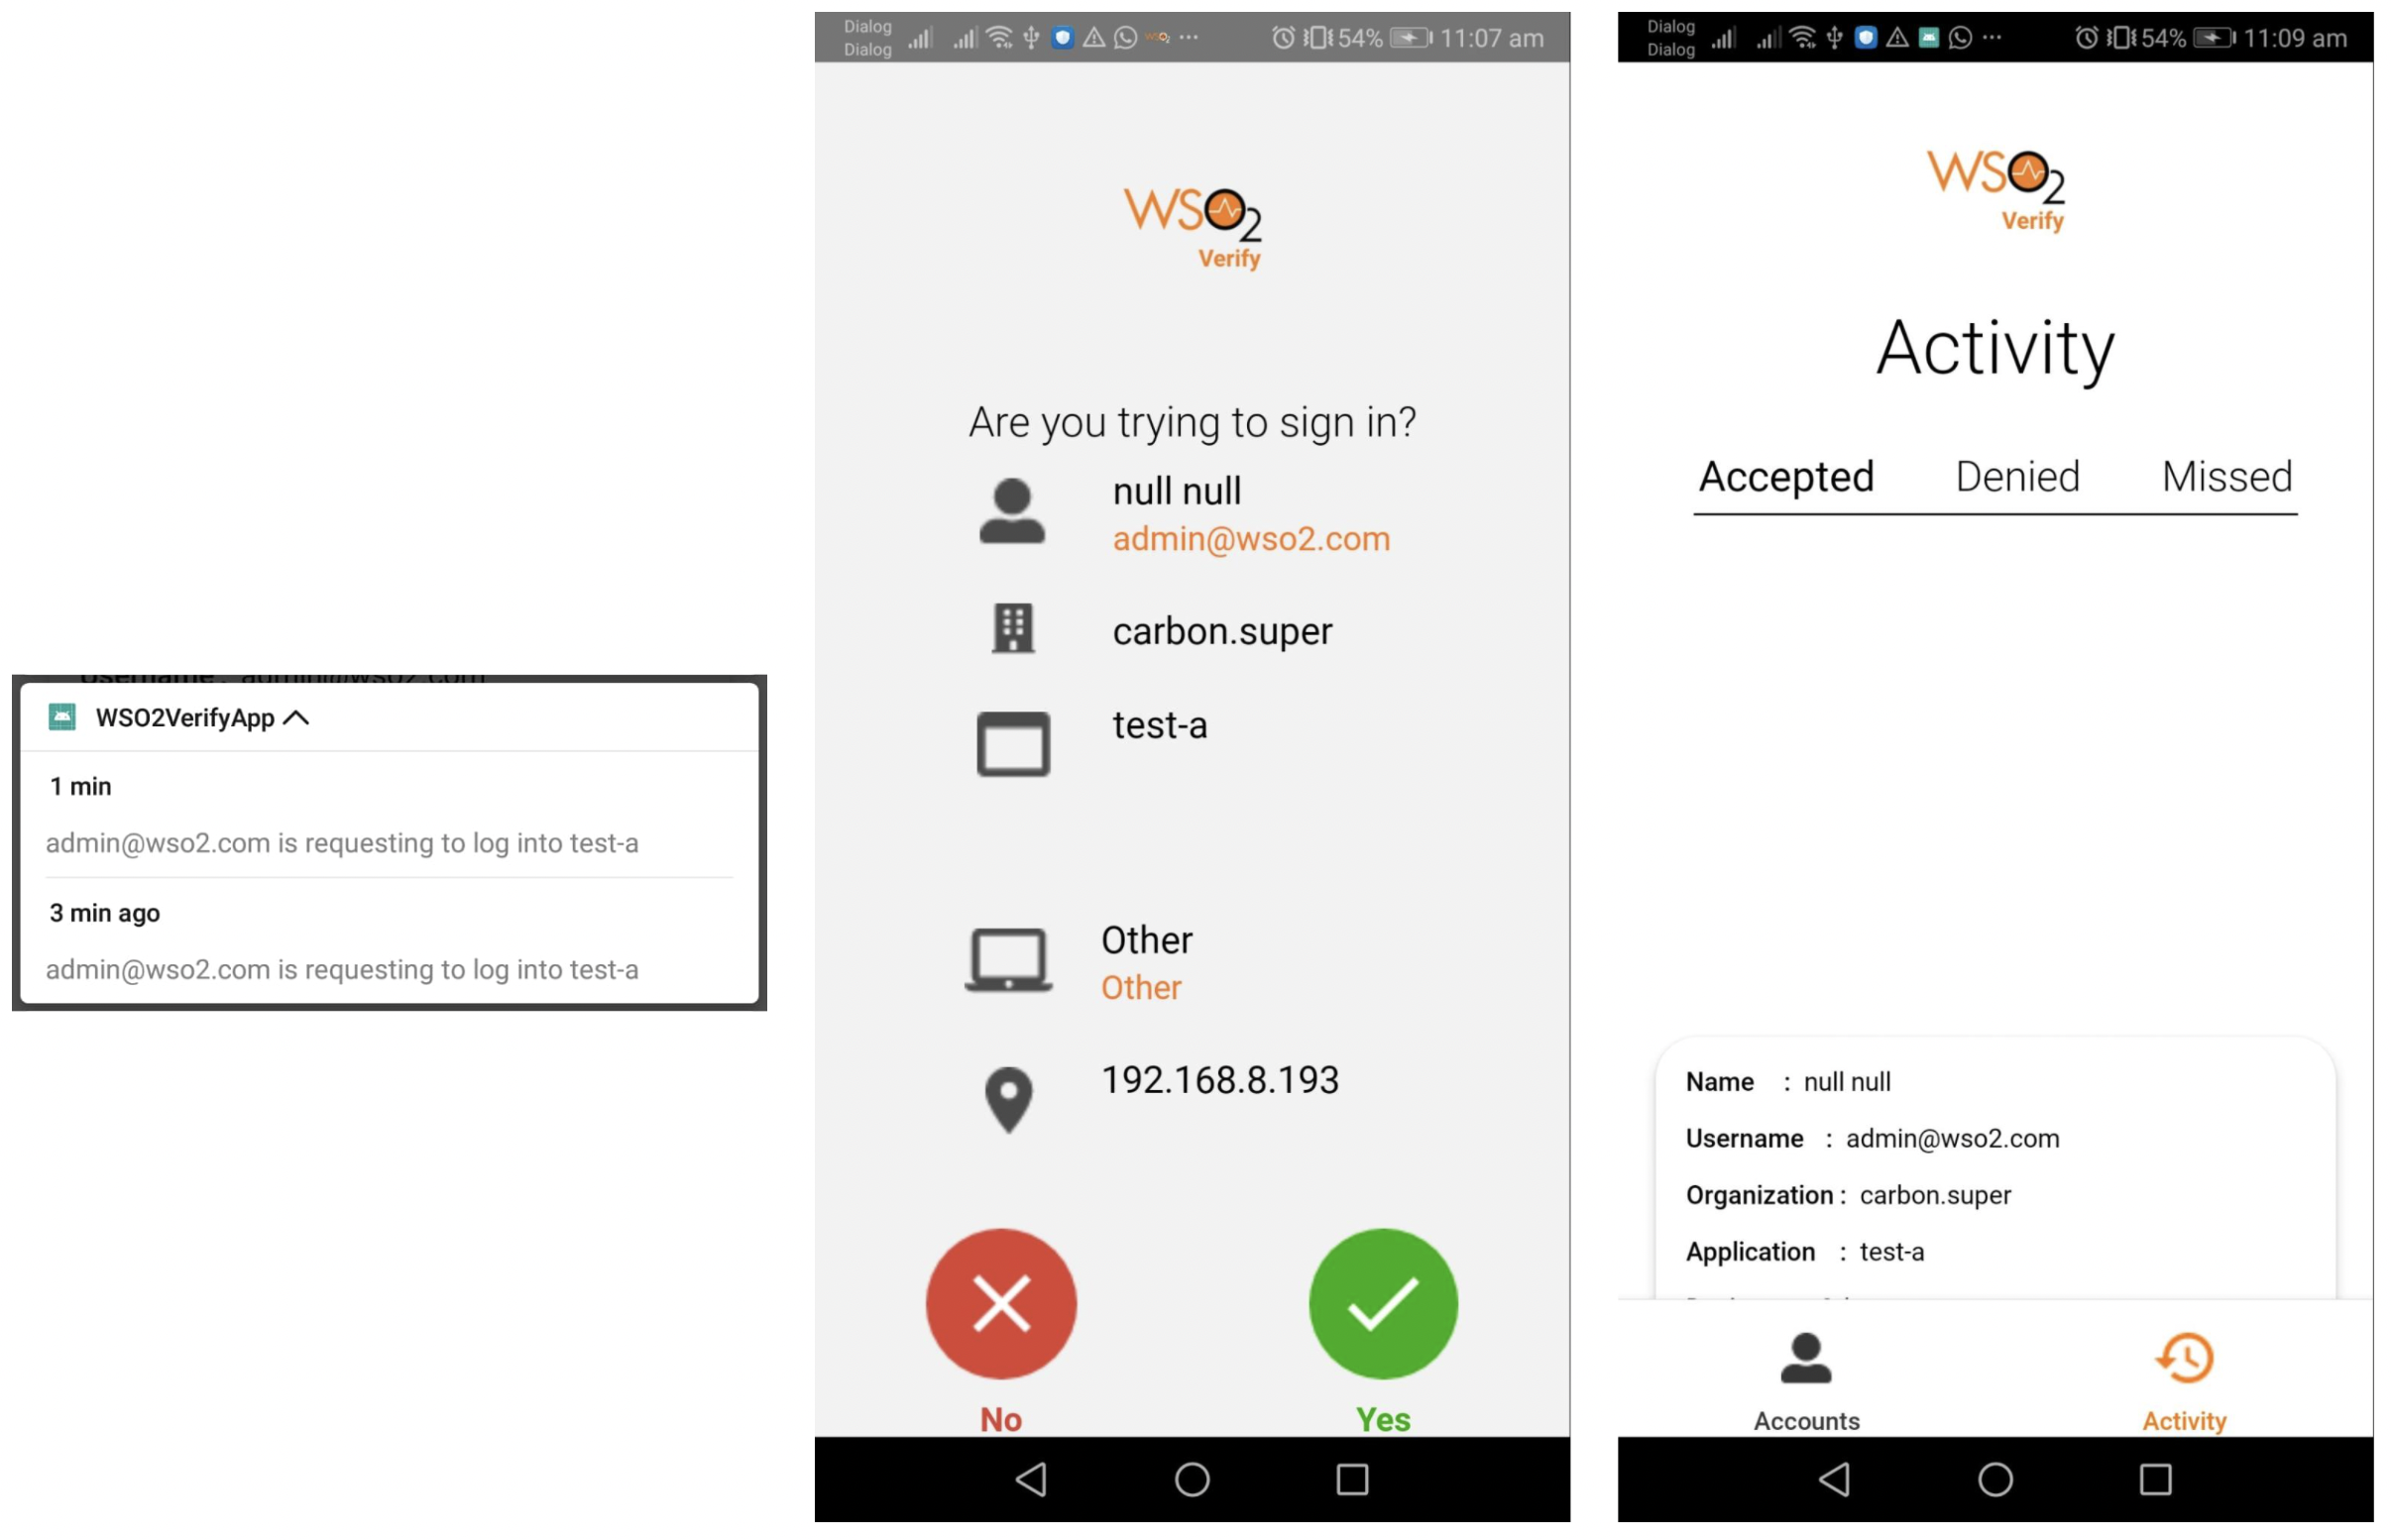 username : admin@wso2.com
WSO2VerifyApp
1 min
admin@wso2.com is requesting to log into test-a
3 min ago
admin@wso2.com is requesting to log into test-a
Dialog
Dialog
54%
11:07 am
WSO2
Verify
Are you trying to sign in?
null null
admin@wso2.com
carbon.super
test-a
Other
Other
192.168.8.193
No
Yes
Dialog
Dialog
54%
11:09 am
WSO2
Verify
Activity
Accepted Denied Missed
Name : null null
Username : admin@wso2.com
Organization : carbon.super
Application : test-a
Accounts
Activity